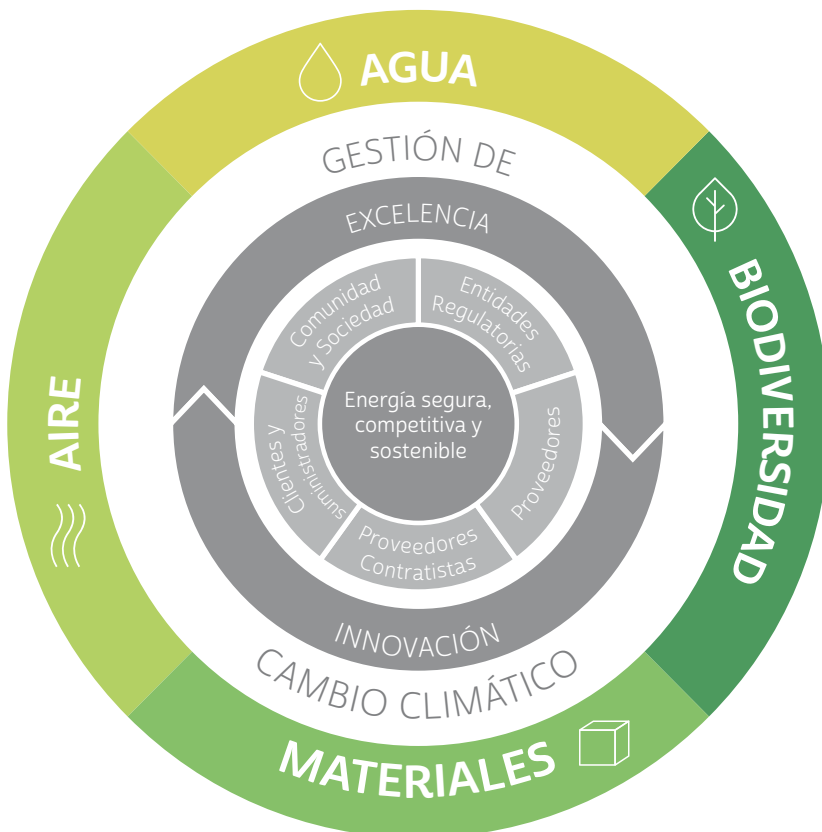 AGUA
GESTIÓN DE
EXCELENCIA
Comunidad
y Sociedad
Entidades
Regulatorias
BIODIVERSIDAD
AIRE
Energía segura,
competitiva y
sostenible
Clientes y
suministradores
Proveedores
Proveedores
Contratistas
INNOVACIÓN
CAMBIO CLIMÁTICO
MATERIALES